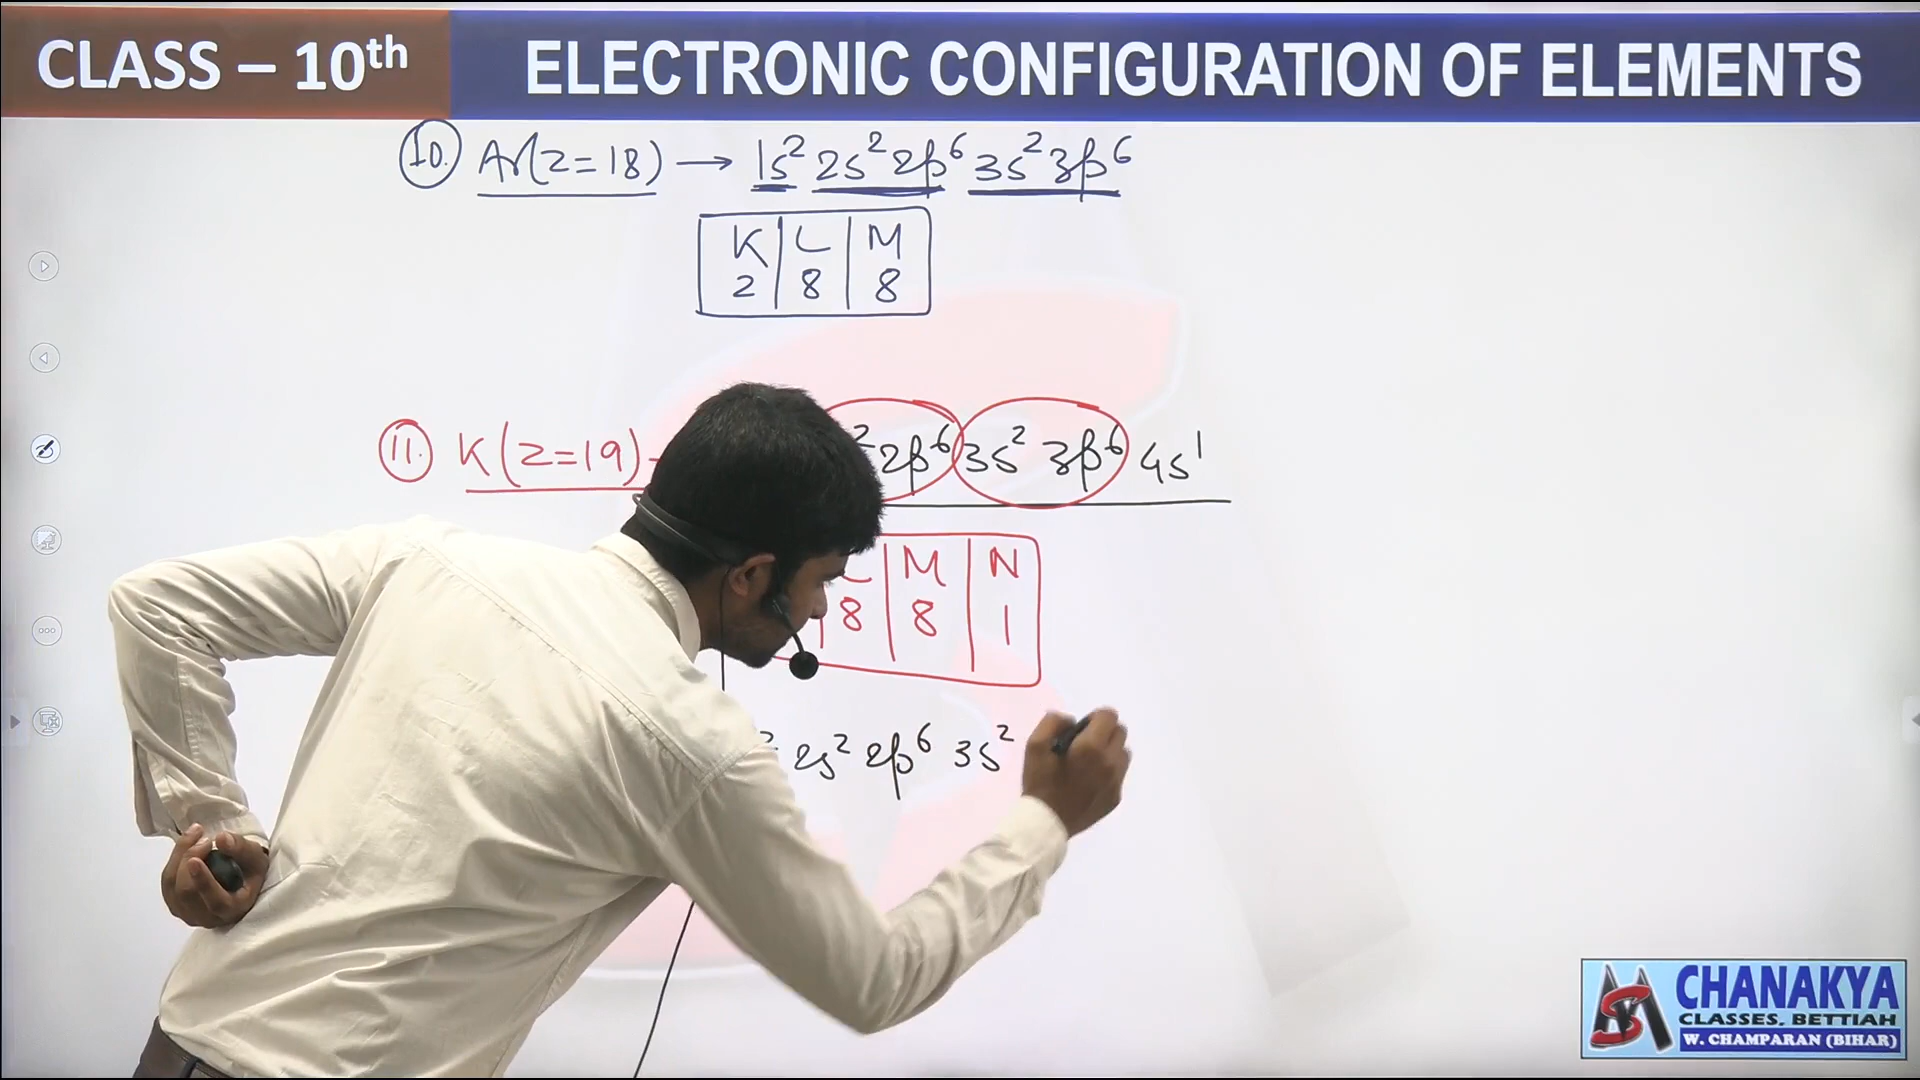 CLASS – 10th
ELECTRONIC CONFIGURATION OF ELEMENTS
10. Ar(Z=18) → 1s² 2s² 2p⁶ 3s² 3p⁶
K L M
2 8 8
11. K(Z=19) ² 2p⁶ 3s² 3p⁶ 4s¹
L M N
8 8 1
2s² 2p⁶ 3s²
CHANAKYA
CLASSES, BETTIAH
W. CHAMPARAN (BIHAR)